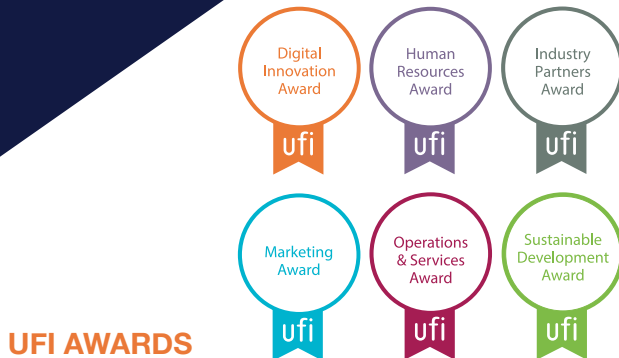 Digital
Innovation
Award
ufi
Human
Resources
Award
ufi
Industry
Partners
Award
ufi
Marketing
Award
ufi
Operations
& Services
Award
ufi
Sustainable
Development
Award
ufi
UFI AWARDS